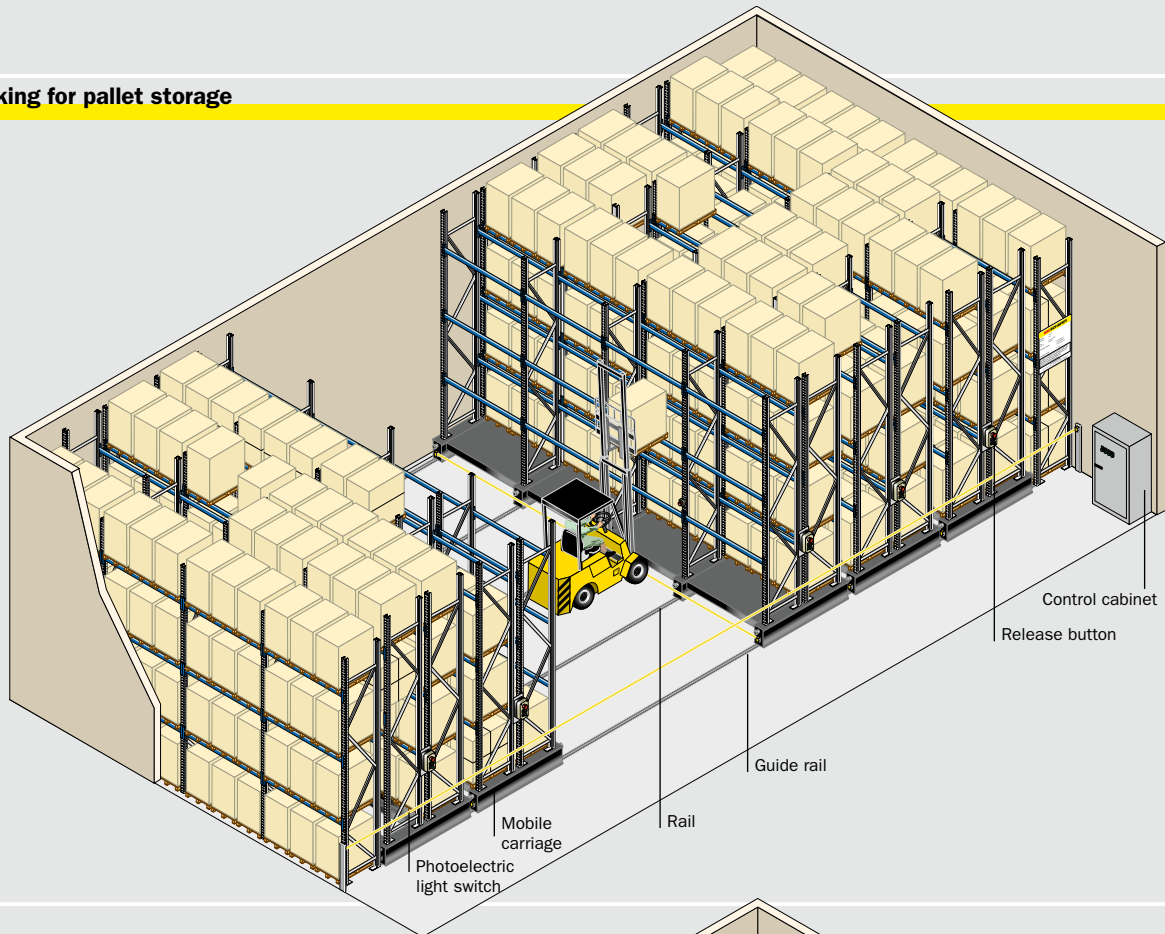 king for pallet storage
Control cabinet
Release button
Guide rail
Rail
Mobile
carriage
Photoelectric
light switch